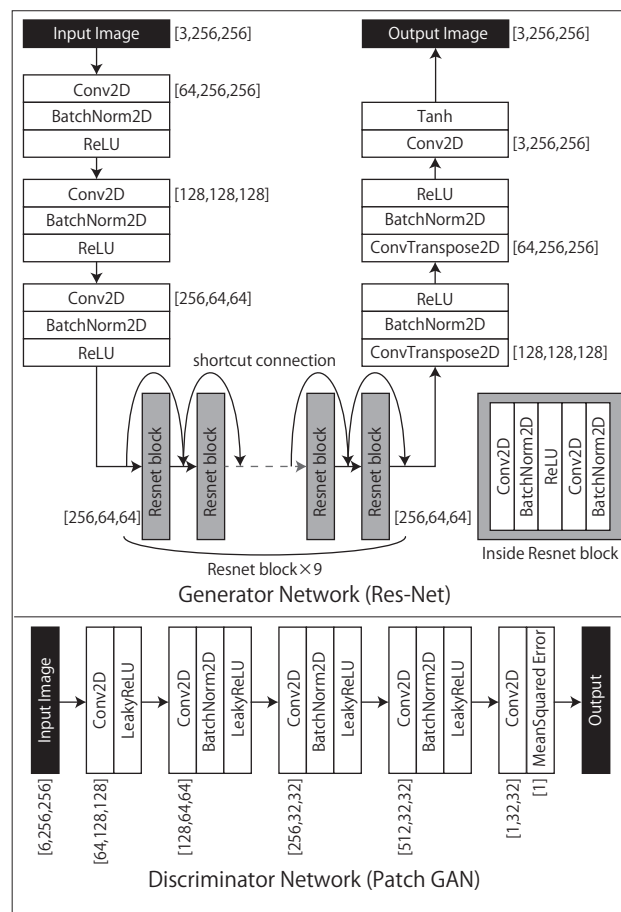 Input Image
[3,256,256]
Conv2D
[64,256,256]
BatchNorm2D
ReLU
Conv2D
[128,128,128]
BatchNorm2D
ReLU
Conv2D
[256,64,64]
BatchNorm2D
ReLU
Output Image
[3,256,256]
Tanh
Conv2D
[3,256,256]
ReLU
BatchNorm2D
ConvTranspose2D
[64,256,256]
ReLU
BatchNorm2D
ConvTranspose2D
[128,128,128]
shortcut connection
Resnet block
Resnet block
Resnet block
Resnet block
[256,64,64]
[256,64,64]
Resnet block×9
Conv2D
BatchNorm2D
ReLU
Conv2D
BatchNorm2D
Inside Resnet block
Generator Network (Res-Net)
Input Image
[6,256,256]
Conv2D
LeakyReLU
[64,128,128]
Conv2D
BatchNorm2D
LeakyReLU
[128,64,64]
Conv2D
BatchNorm2D
LeakyReLU
[256,32,32]
Conv2D
BatchNorm2D
LeakyReLU
[512,32,32]
Conv2D
MeanSquared Error
[1,32,32]
[1]
Output
Discriminator Network (Patch GAN)